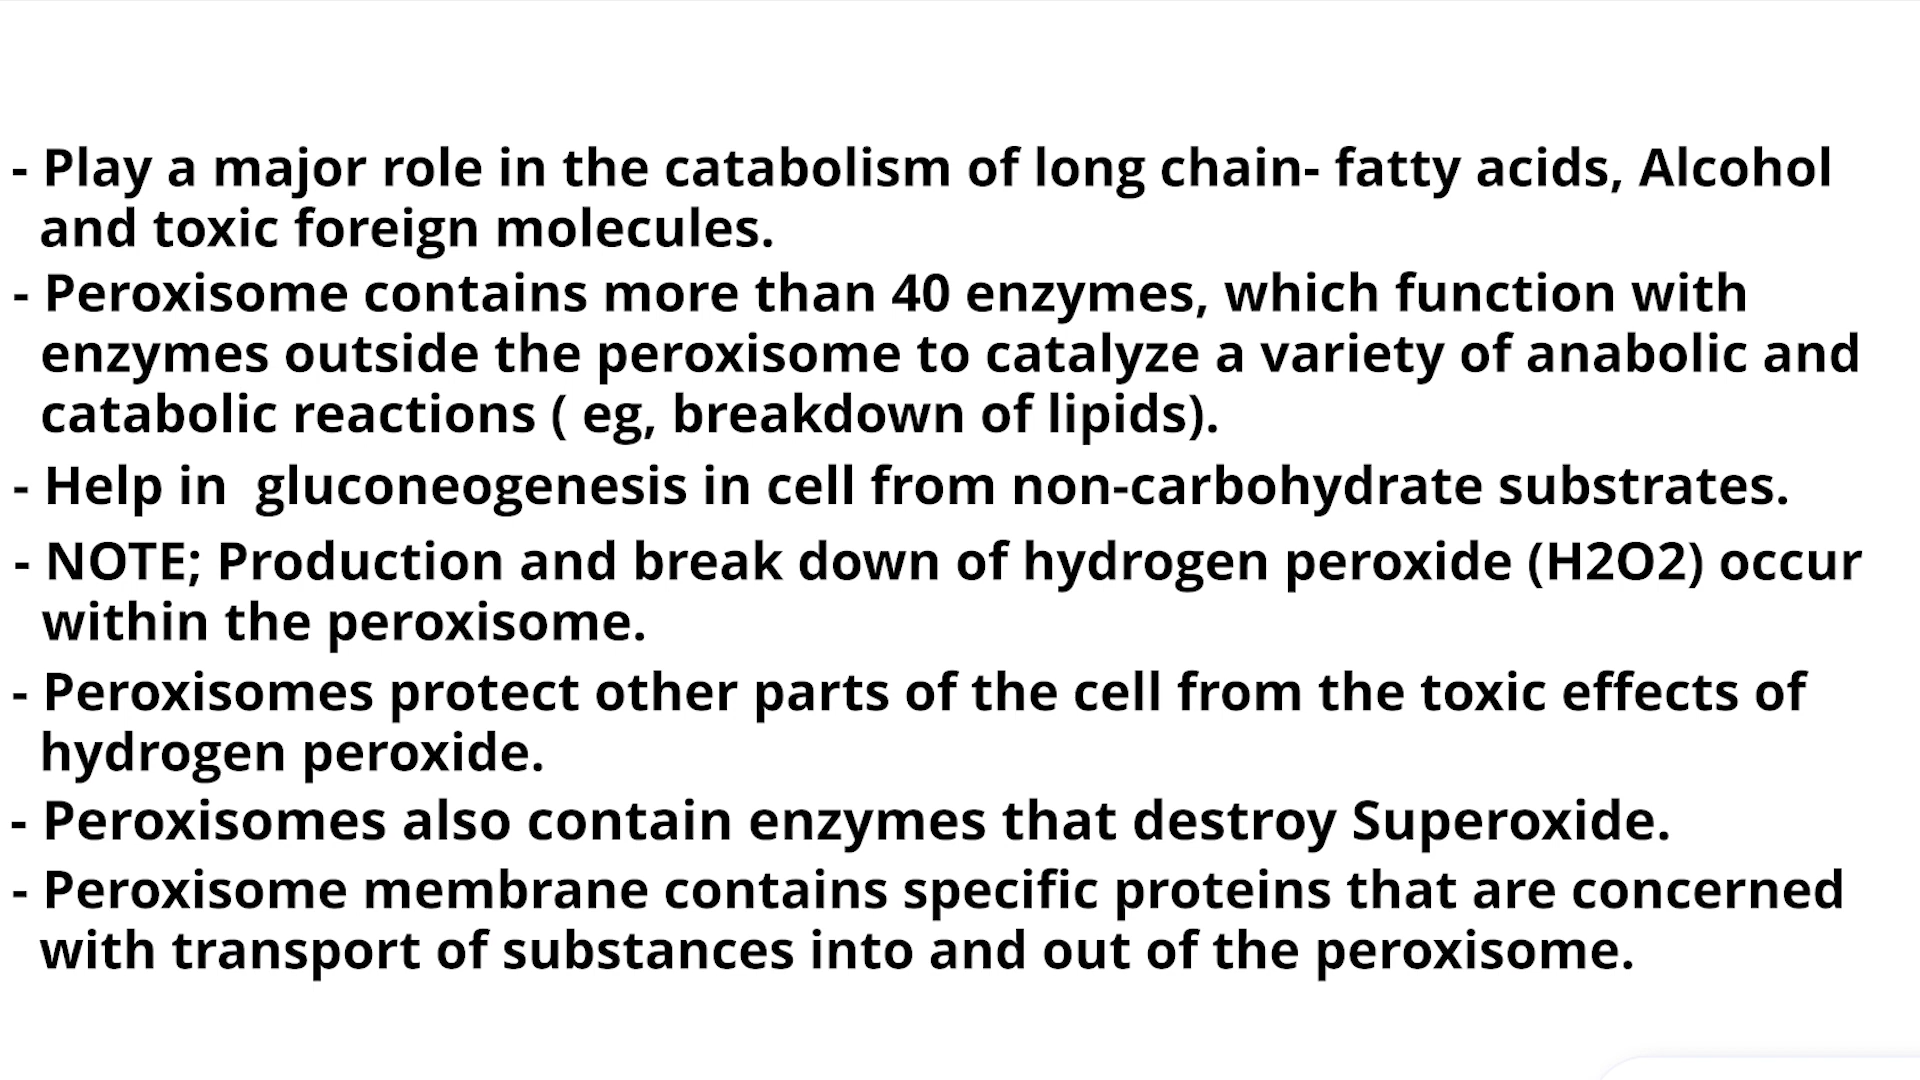 - Play a major role in the catabolism of long chain- fatty acids, Alcohol
and toxic foreign molecules.
- Peroxisome contains more than 40 enzymes, which function with
enzymes outside the peroxisome to catalyze a variety of anabolic and
catabolic reactions ( eg, breakdown of lipids).
- Help in  gluconeogenesis in cell from non-carbohydrate substrates.
- NOTE; Production and break down of hydrogen peroxide (H2O2) occur
within the peroxisome.
- Peroxisomes protect other parts of the cell from the toxic effects of
hydrogen peroxide.
- Peroxisomes also contain enzymes that destroy Superoxide.
- Peroxisome membrane contains specific proteins that are concerned
with transport of substances into and out of the peroxisome.